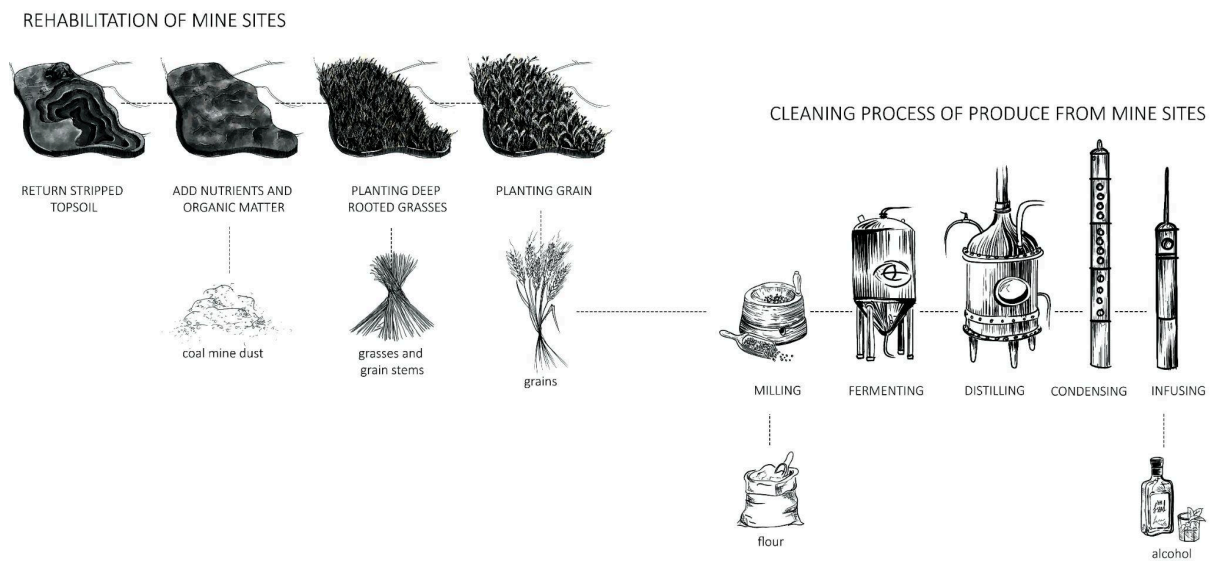 REHABILITATION OF MINE SITES
RETURN STRIPPED
TOPSOIL
ADD NUTRIENTS AND
ORGANIC MATTER
PLANTING DEEP
ROOTED GRASSES
PLANTING GRAIN
coal mine dust
grasses and
grain stems
grains
CLEANING PROCESS OF PRODUCE FROM MINE SITES
MILLING
FERMENTING
DISTILLING
CONDENSING
INFUSING
flour
alcohol